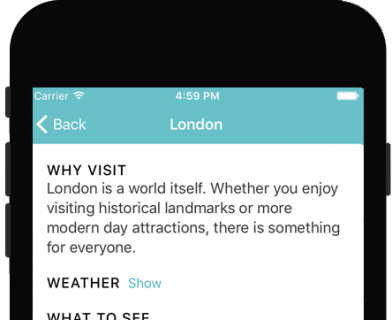 Carrier 4:59 PM
Back London
WHY VISIT
London is a world itself. Whether you enjoy
visiting historical landmarks or more
modern day attractions, there is something
for everyone.
WEATHER Show
WHAT TO SEE